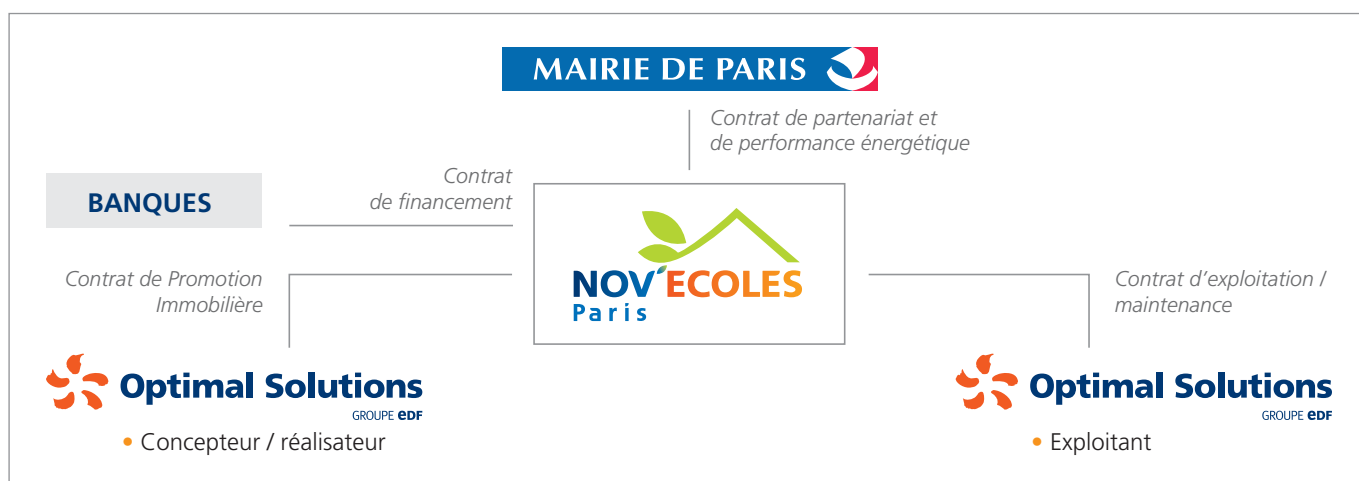 MAIRIE DE PARIS
Contrat de partenariat et
de performance énergétique
BANQUES
Contrat
de financement
NOV'ECOLES
Paris
Contrat de Promotion
Immobilière
Contrat d’exploitation /
maintenance
Optimal Solutions
GROUPE eDF
• Concepteur / réalisateur
Optimal Solutions
GROUPE eDF
• Exploitant